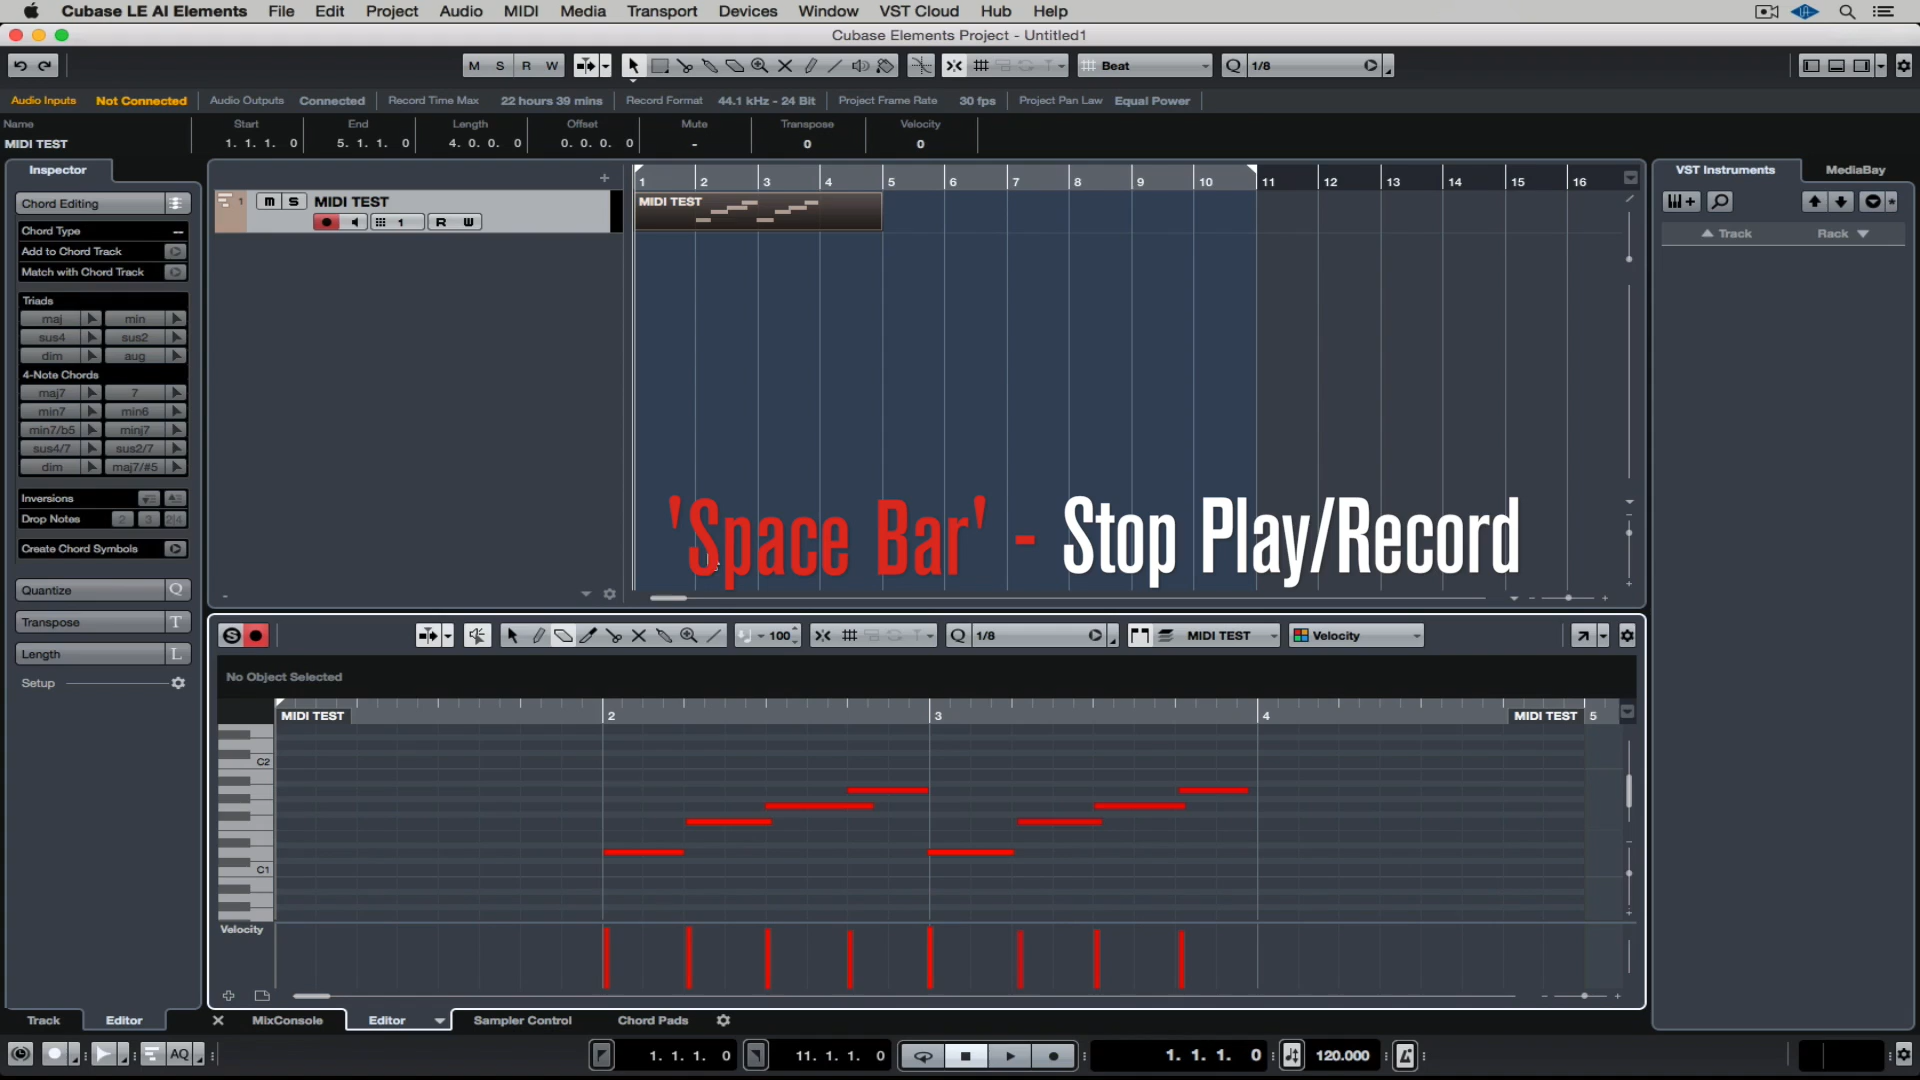 Cubase LE AI Elements File Edit Project Audio MIDI Media Transport Devices Window VST Cloud Hub Help
Cubase Elements Project - Untitled1
M S R W Beat Q 1/8
Audio Inputs Not Connected Audio Outputs Connected Record Time Max 22 hours 39 mins Record Format 44.1 kHz - 24 Bit Project Frame Rate 30 fps Project Pan Law Equal Power
Name Start End Length Offset Mute Transpose Velocity
MIDI TEST 1. 1. 1. 0 5. 1. 1. 0 4. 0. 0. 0 0. 0. 0. 0 - 0 0
Inspector
Chord Editing
Chord Type --
Add to Chord Track
Match with Chord Track
Triads
maj min
sus4 sus2
dim aug
4-Note Chords
maj7 7
min7 min6
min7/b5 minj7
sus4/7 sus2/7
dim maj7/#5
Inversions
Drop Notes 2 3 2|4
Create Chord Symbols
Quantize Q
Transpose T
Length L
Setup
1 2 3 4 5 6 7 8 9 10 11 12 13 14 15 16
1 m S MIDI TEST
1 R W
MIDI TEST
VST Instruments MediaBay
Track Rack
'Space Bar' - Stop Play/Record
S 100 Q 1/8 MIDI TEST Velocity
No Object Selected
MIDI TEST 2 3 4 MIDI TEST 5
C2
C1
Velocity
Track Editor MixConsole Editor Sampler Control Chord Pads
AQ 1. 1. 1. 0 11. 1. 1. 0 1. 1. 1. 0 120.000